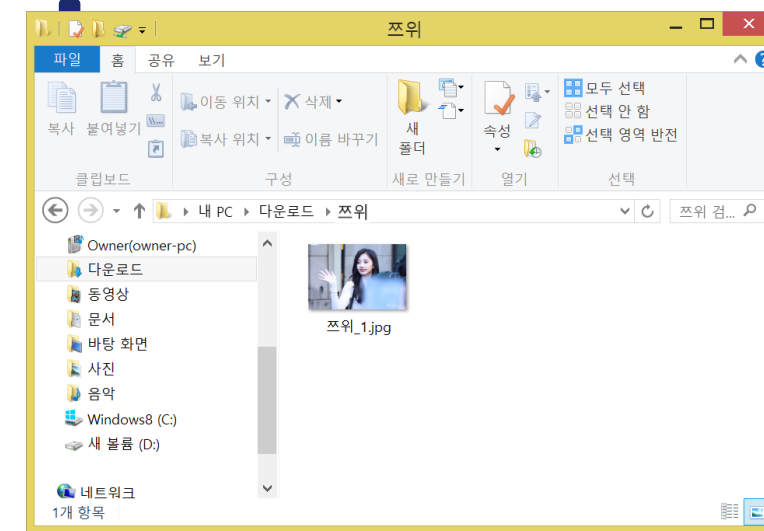 쯔위
파일 홈 공유 보기
복사 붙여넣기 이동 위치 복사 위치 삭제 이름 바꾸기 새 폴더 속성 모두 선택 선택 안 함 선택 영역 반전
클립보드 구성 새로 만들기 열기 선택
내 PC 다운로드 쯔위 쯔위 검...
Owner(owner-pc)
다운로드
동영상
문서
바탕 화면
사진
음악
Windows8 (C:)
새 볼륨 (D:)
네트워크
쯔위_1.jpg
1개 항목